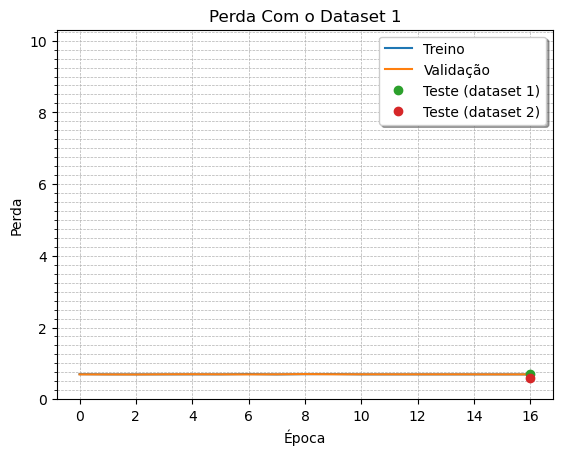 Perda Com o Dataset 1
10
8
6
4
2
0
Perda
Treino
Validação
Teste (dataset 1)
Teste (dataset 2)
0 2 4 6 8 10 12 14 16
Época